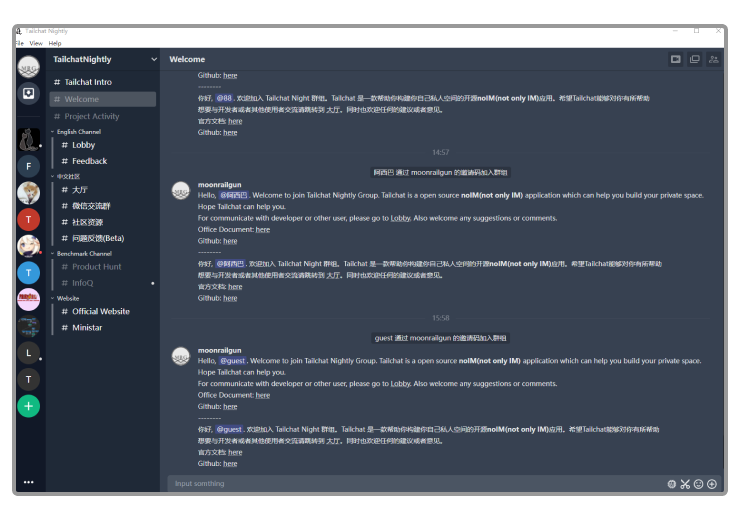 Tailchat Nightly
File View Help
TailchatNightly
# Tailchat Intro
# Welcome
# Project Activity
English Channel
# Lobby
# Feedback
中文社区
# 大厅
# 微信交流群
# 社区资源
# 问题反馈(Beta)
Benchmark Channel
# Product Hunt
# InfoQ
Website
# Official Website
# Ministar
F
T
T
L
T
Welcome
Github: here
--------
你好, @88 , 欢迎加入 Tailchat Night 群组。Tailchat 是一款帮助你构建你自己私人空间的开源noIM(not only IM)应用。希望Tailchat能够对你有所帮助
想要与开发者或者其他使用者交流请跳转到 大厅。同时也欢迎任何的建议或者意见。
官方文档: here
Github: here
14:57
阿西巴 通过 moonrailgun 的邀请码加入群组
moonrailgun
Hello, @阿西巴 , Welcome to join Tailchat Nightly Group. Tailchat is a open source noIM(not only IM) application which can help you build your private space.
Hope Tailchat can help you.
For communicate with developer or other user, please go to Lobby. Also welcome any suggestions or comments.
Office Document: here
Github: here
--------
你好, @阿西巴 , 欢迎加入 Tailchat Night 群组。Tailchat 是一款帮助你构建你自己私人空间的开源noIM(not only IM)应用。希望Tailchat能够对你有所帮助
想要与开发者或者其他使用者交流请跳转到 大厅。同时也欢迎任何的建议或者意见。
官方文档: here
Github: here
15:58
guest 通过 moonrailgun 的邀请码加入群组
moonrailgun
Hello, @guest , Welcome to join Tailchat Nightly Group. Tailchat is a open source noIM(not only IM) application which can help you build your private space.
Hope Tailchat can help you.
For communicate with developer or other user, please go to Lobby. Also welcome any suggestions or comments.
Office Document: here
Github: here
--------
你好, @guest , 欢迎加入 Tailchat Night 群组。Tailchat 是一款帮助你构建你自己私人空间的开源noIM(not only IM)应用。希望Tailchat能够对你有所帮助
想要与开发者或者其他使用者交流请跳转到 大厅。同时也欢迎任何的建议或者意见。
官方文档: here
Github: here
Input somthing